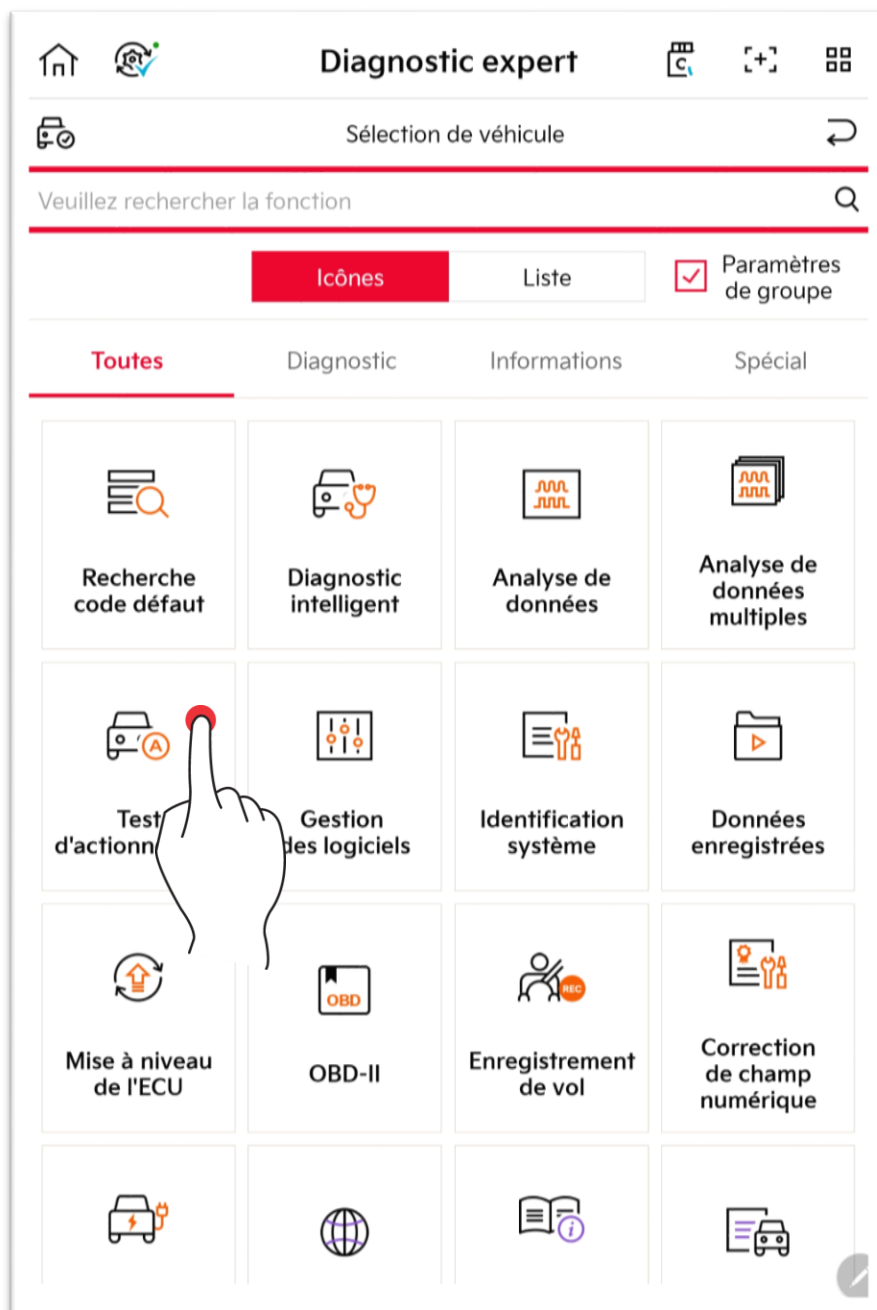 Diagnostic expert
Sélection de véhicule
Veuillez rechercher la fonction
Icônes
Liste
Paramètres
de groupe
Toutes
Diagnostic
Informations
Spécial
Recherche
code défaut
Diagnostic
intelligent
Analyse de
données
Analyse de
données
multiples
A
Test
d'actionn
Gestion
des logiciels
Identification
système
Données
enregistrées
OBD
REC
Mise à niveau
de l'ECU
OBD-II
Enregistrement
de vol
Correction
de champ
numérique